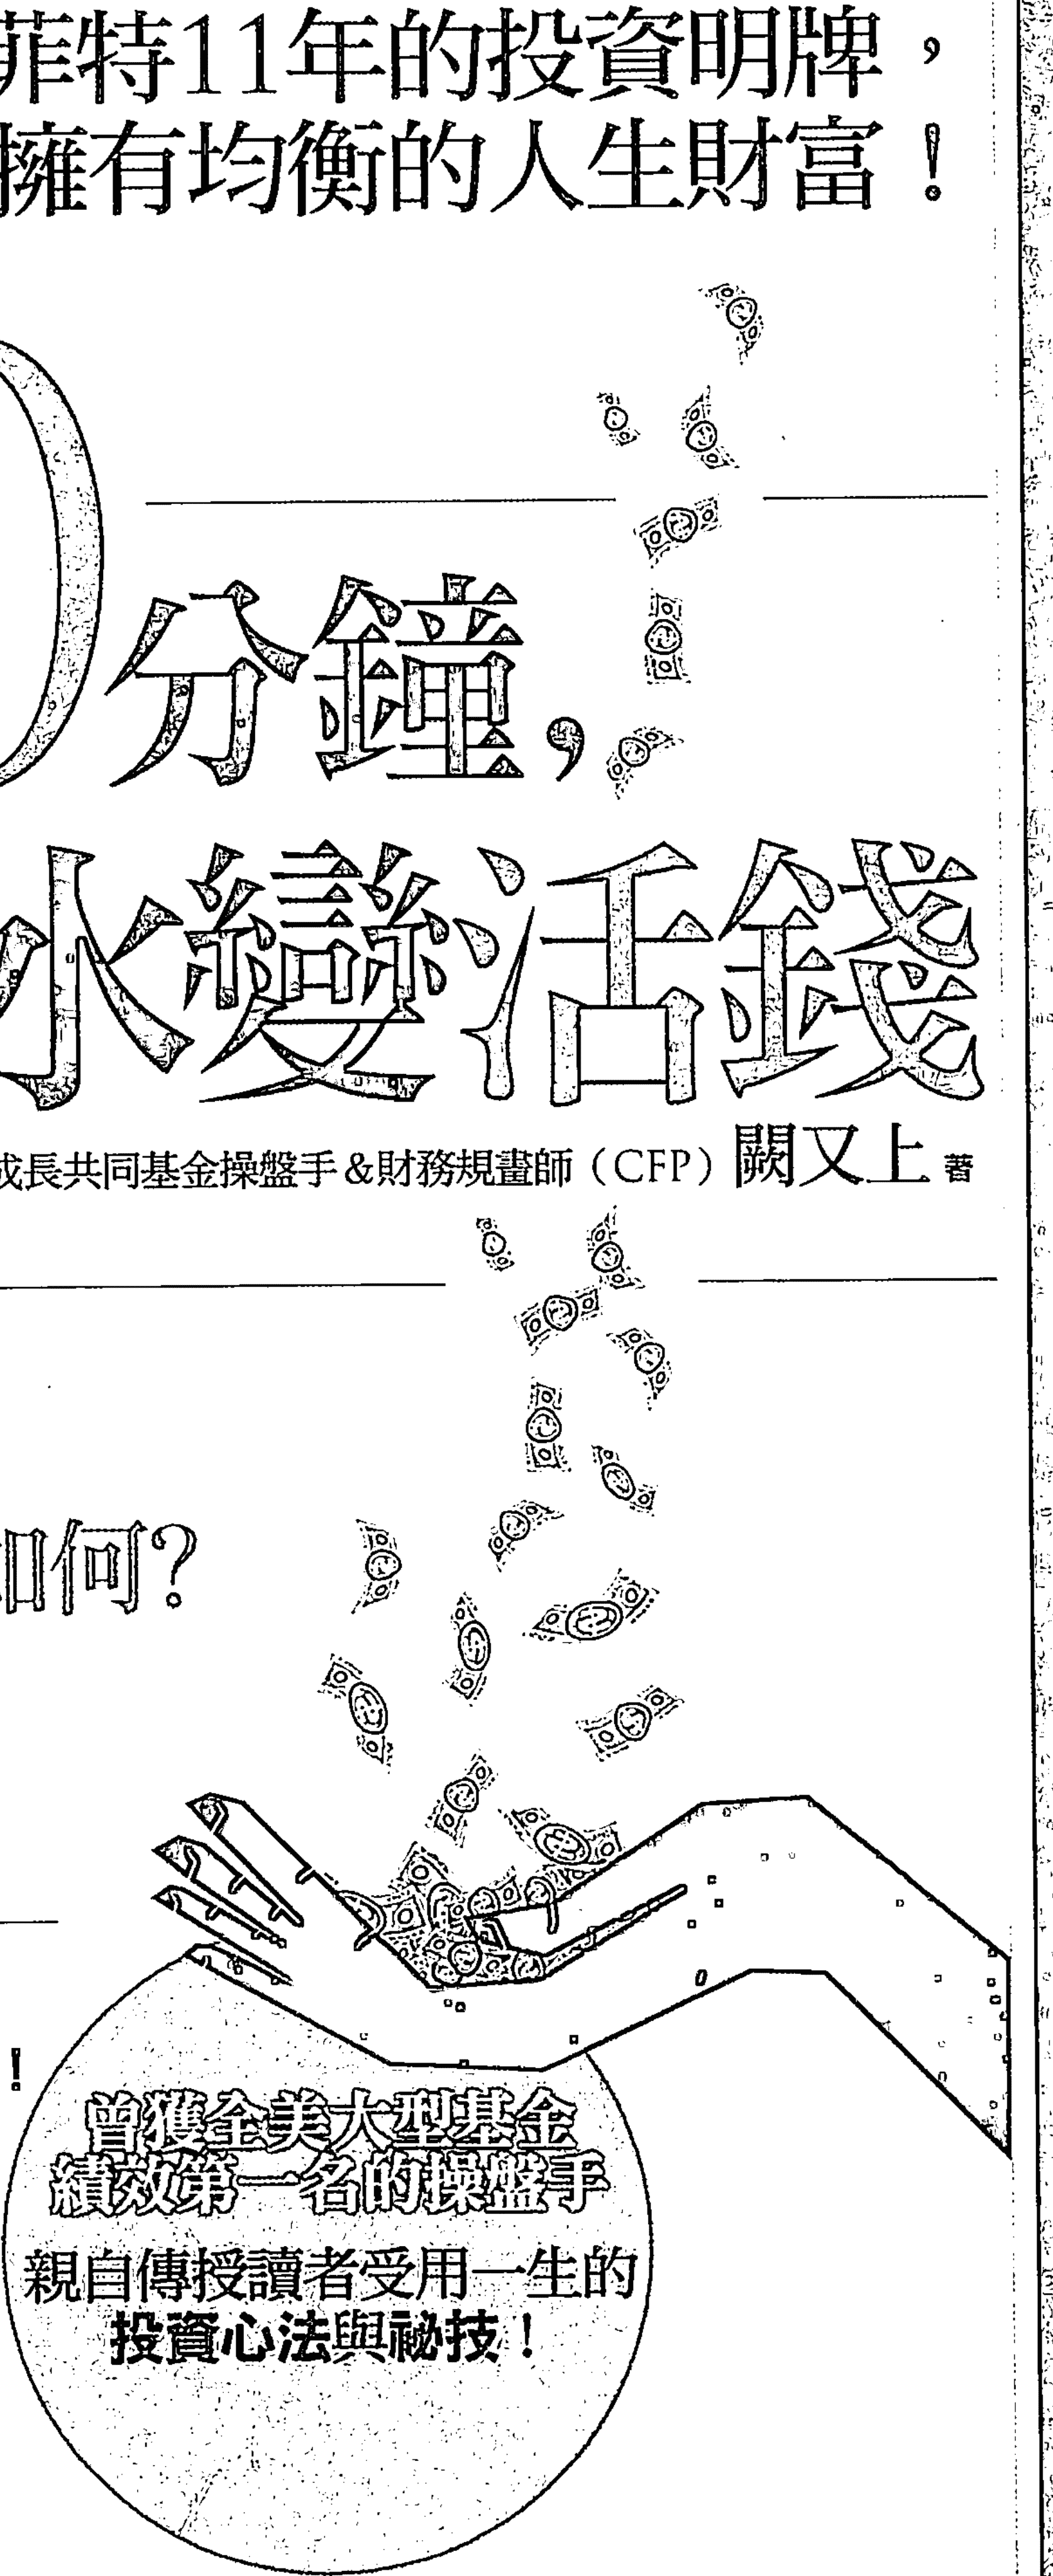 菲特11年的投資明牌，
擁有均衡的人生財富！
0分鐘，
水變活錢
成長共同基金操盤手&財務規畫師（CFP）闕又上 著
如何？
！
曾獲全美大型基金
績效第一名的操盤手
親自傳授讀者受用一生的
投資心法與祕技！